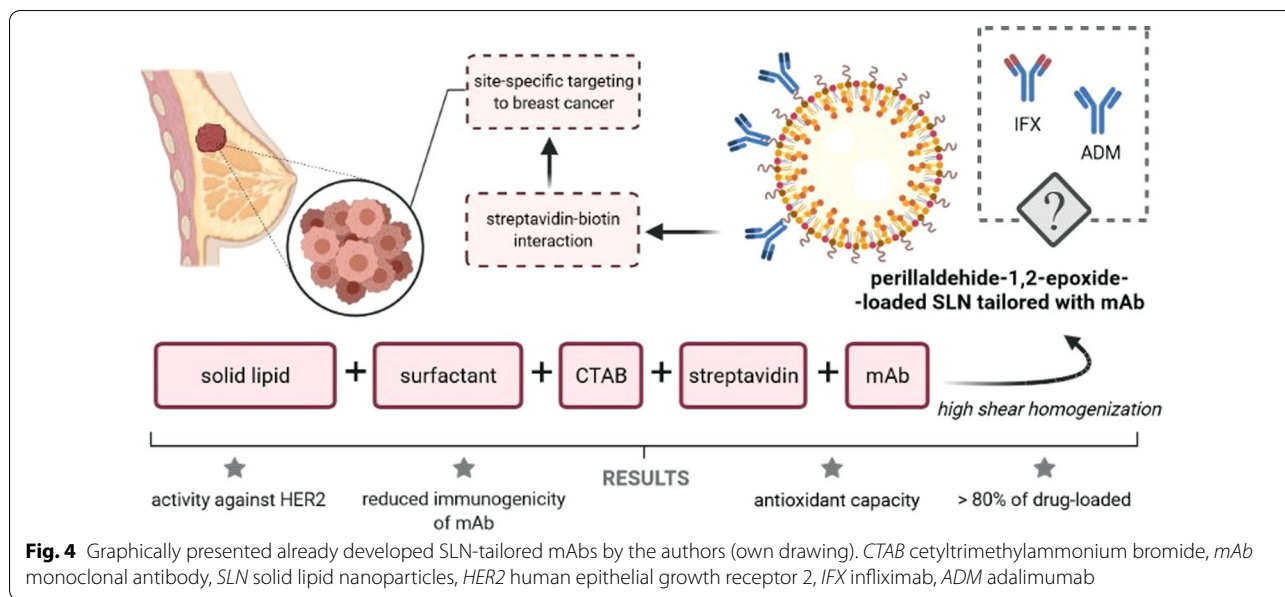 site-specific targeting
to breast cancer
IFX
ADM
streptavidin-biotin
interaction
?
perillaldehide-1,2-epoxide-
-loaded SLN tailored with mAb
solid lipid + surfactant + CTAB + streptavidin + mAb
high shear homogenization
RESULTS
activity against HER2
reduced immunogenicity
of mAb
antioxidant capacity
> 80% of drug-loaded
Fig. 4 Graphically presented already developed SLN-tailored mAbs by the authors (own drawing). CTAB cetyltrimethylammonium bromide, mAb
monoclonal antibody, SLN solid lipid nanoparticles, HER2 human epithelial growth receptor 2, IFX infliximab, ADM adalimumab